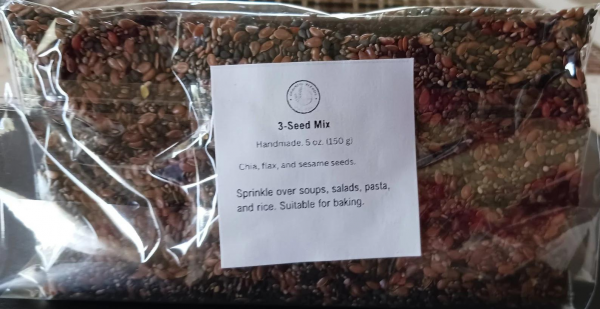 3-Seed Mix
Handmade. 5 oz. (150 g)
Chia, flax, and sesame seeds.
Sprinkle over soups, salads, pasta,
and rice. Suitable for baking.